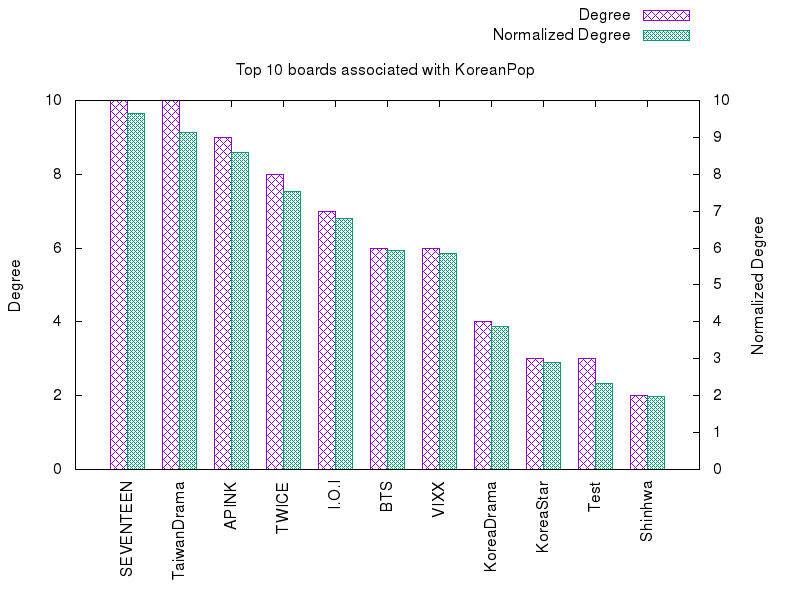 Degree
Normalized Degree
Top 10 boards associated with KoreanPop
10
8
6
4
2
0
Degree
10
9
8
7
6
5
4
3
2
1
0
Normalized Degree
SEVENTEEN
TaiwanDrama
APINK
TWICE
I.O.I
BTS
VIXX
KoreaDrama
KoreaStar
Test
Shinhwa